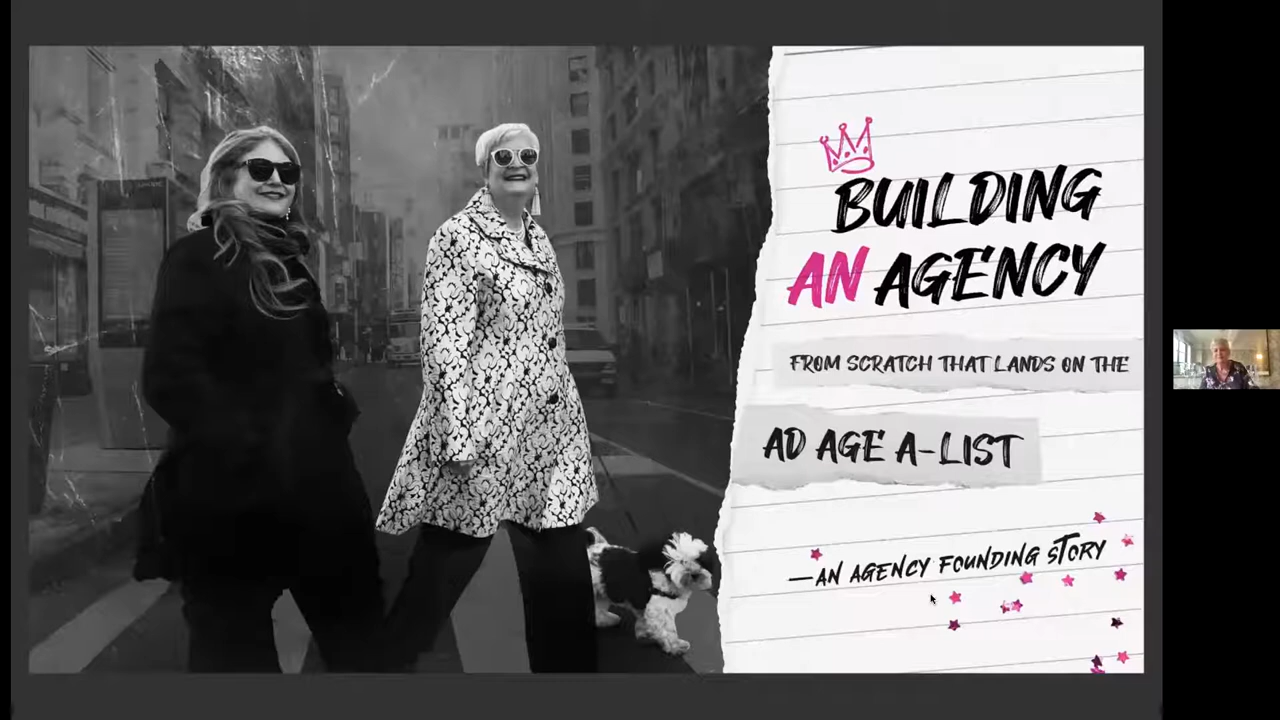 BUILDING
AN AGENCY
FROM SCRATCH THAT LANDS ON THE
AD AGE A-LIST
—AN AGENCY FOUNDING STORY